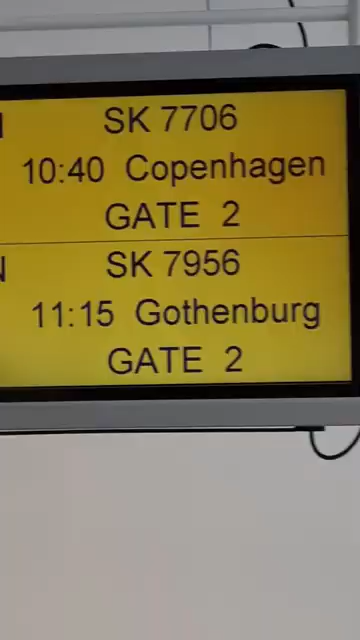 SK 7706
10:40 Copenhagen
GATE 2
SK 7956
11:15 Gothenburg
GATE 2